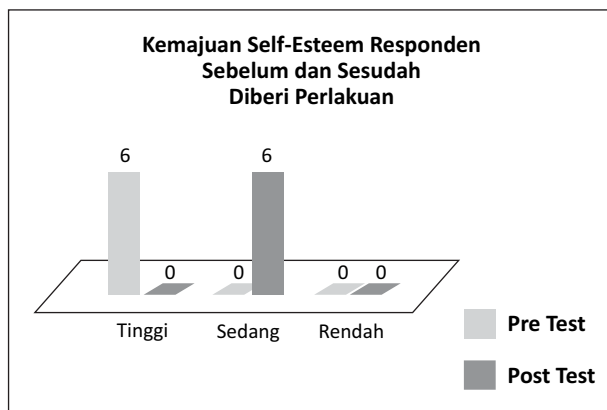 Kemajuan Self-Esteem Responden
Sebelum dan Sesudah
Diberi Perlakuan
6 6
0 0 0 0
Tinggi Sedang Rendah
Pre Test
Post Test